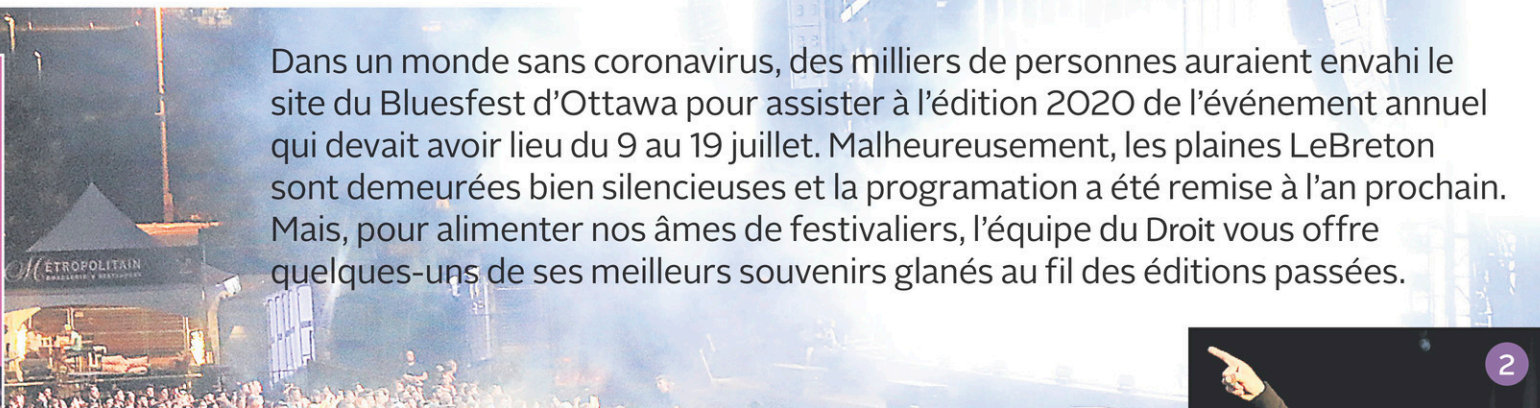 Dans un monde sans coronavirus, des milliers de personnes auraient envahi le
site du Bluesfest d’Ottawa pour assister à l’édition 2020 de l’événement annuel
qui devait avoir lieu du 9 au 19 juillet. Malheureusement, les plaines LeBreton
sont demeurées bien silencieuses et la programation a été remise à l’an prochain.
Mais, pour alimenter nos âmes de festivaliers, l’équipe du Droit vous offre
quelques-uns de ses meilleurs souvenirs glanés au fil des éditions passées.
MÉTROPOLITAIN
2